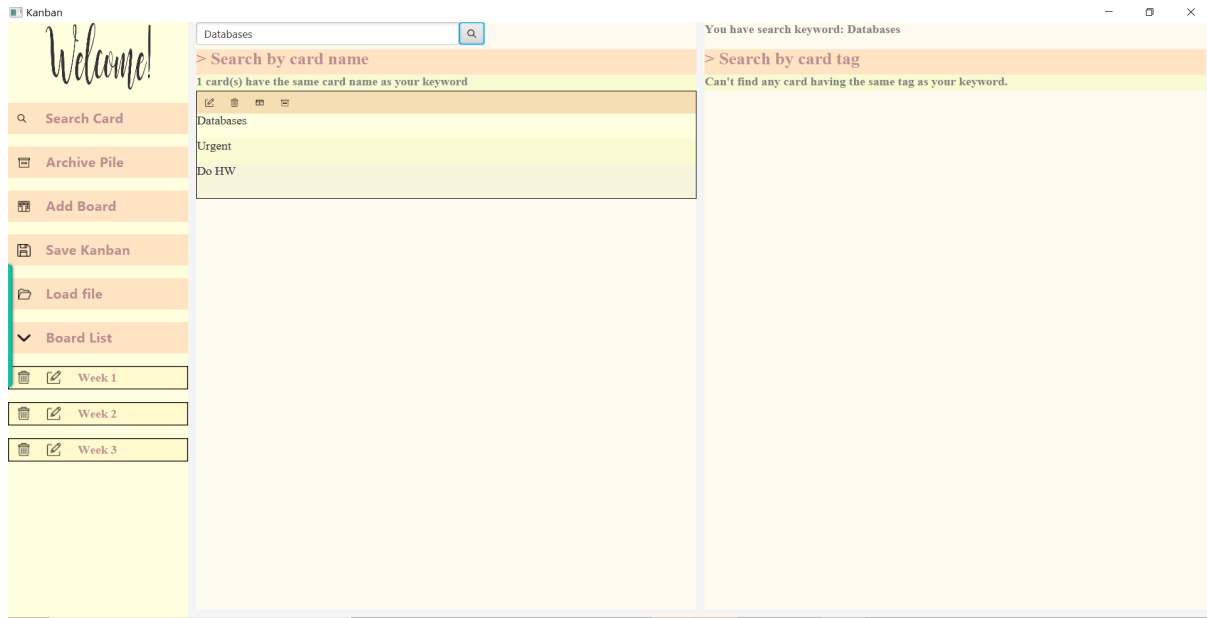 Kanban
Welcome!
Search Card
Archive Pile
Add Board
Save Kanban
Load file
Board List
Week 1
Week 2
Week 3
Databases
> Search by card name
1 card(s) have the same card name as your keyword
Databases
Urgent
Do HW
You have search keyword: Databases
> Search by card tag
Can't find any card having the same tag as your keyword.